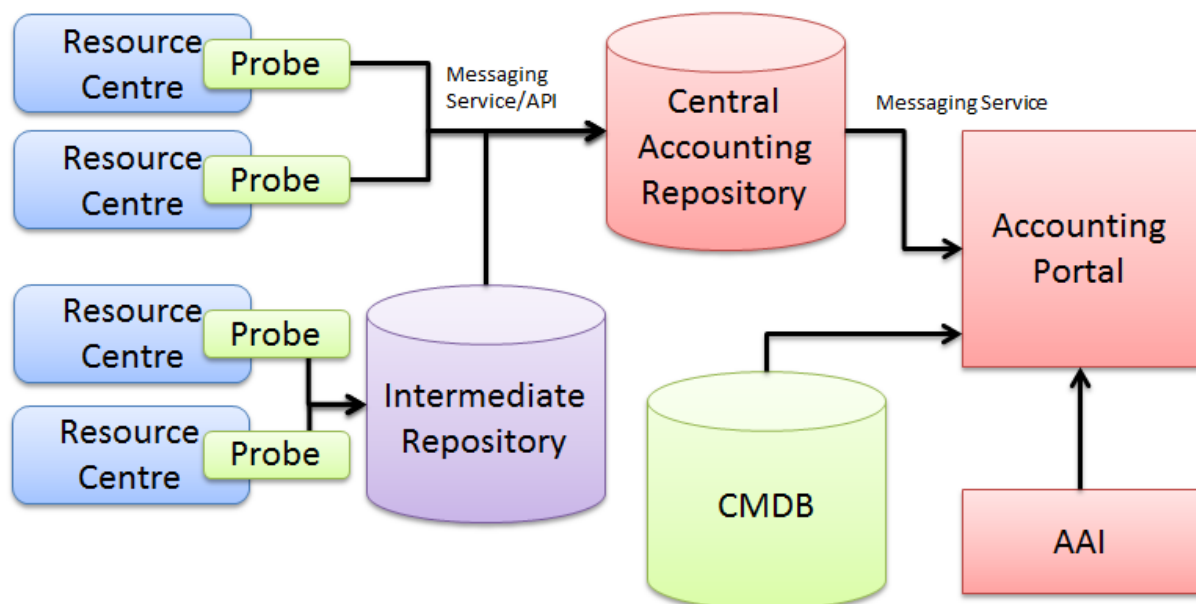 Resource
Centre
Probe
Messaging
Service/API
Central
Accounting
Repository
Messaging Service
Resource
Centre
Probe
Accounting
Portal
Resource
Centre
Probe
Intermediate
Repository
Resource
Centre
Probe
CMDB
AAI